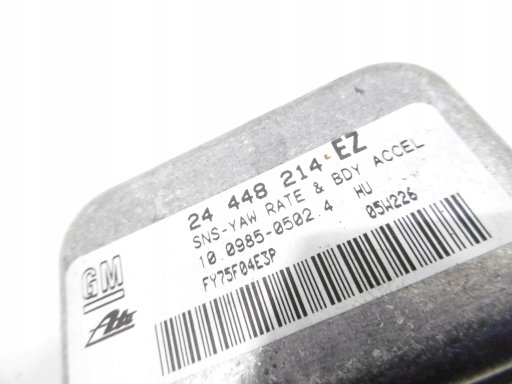 24 448 214 EZ
SNS-YAW RATE & BDY ACCEL
10.0985-0502.4 HU
FY75F04E3P 05W226
GM
Ate